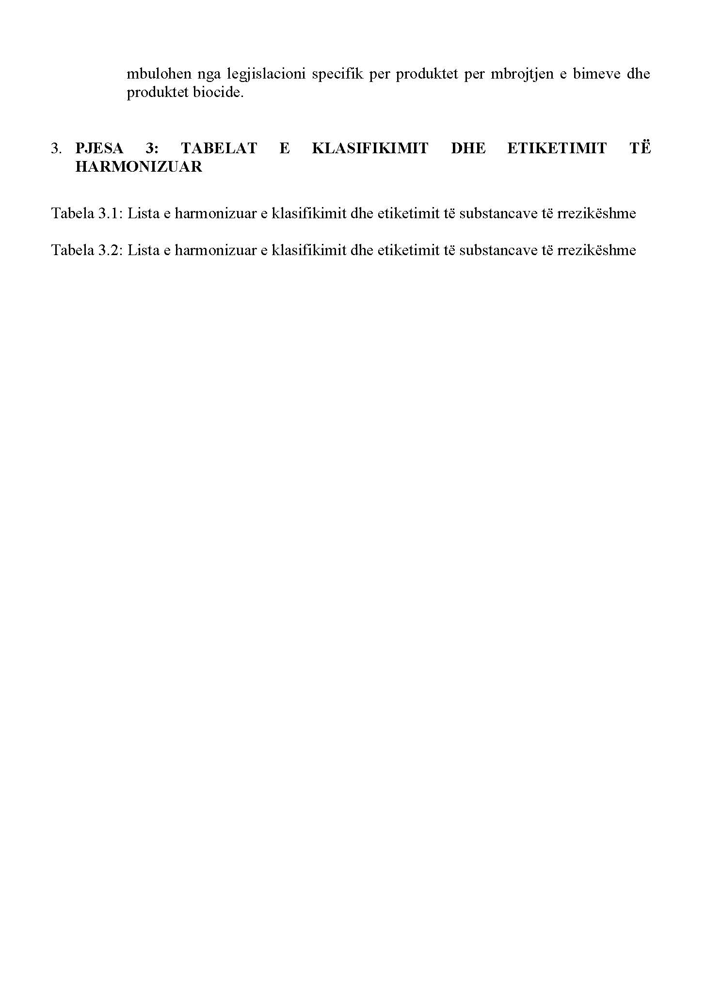 mbulohen nga legjislacioni specifik per produktet per mbrojtjen e bimeve dhe
produktet biocide.
3. PJESA 3: TABELAT E KLASIFIKIMIT DHE ETIKETIMIT TË
HARMONIZUAR
Tabela 3.1: Lista e harmonizuar e klasifikimit dhe etiketimit të substancave të rrezikëshme
Tabela 3.2: Lista e harmonizuar e klasifikimit dhe etiketimit të substancave të rrezikëshme